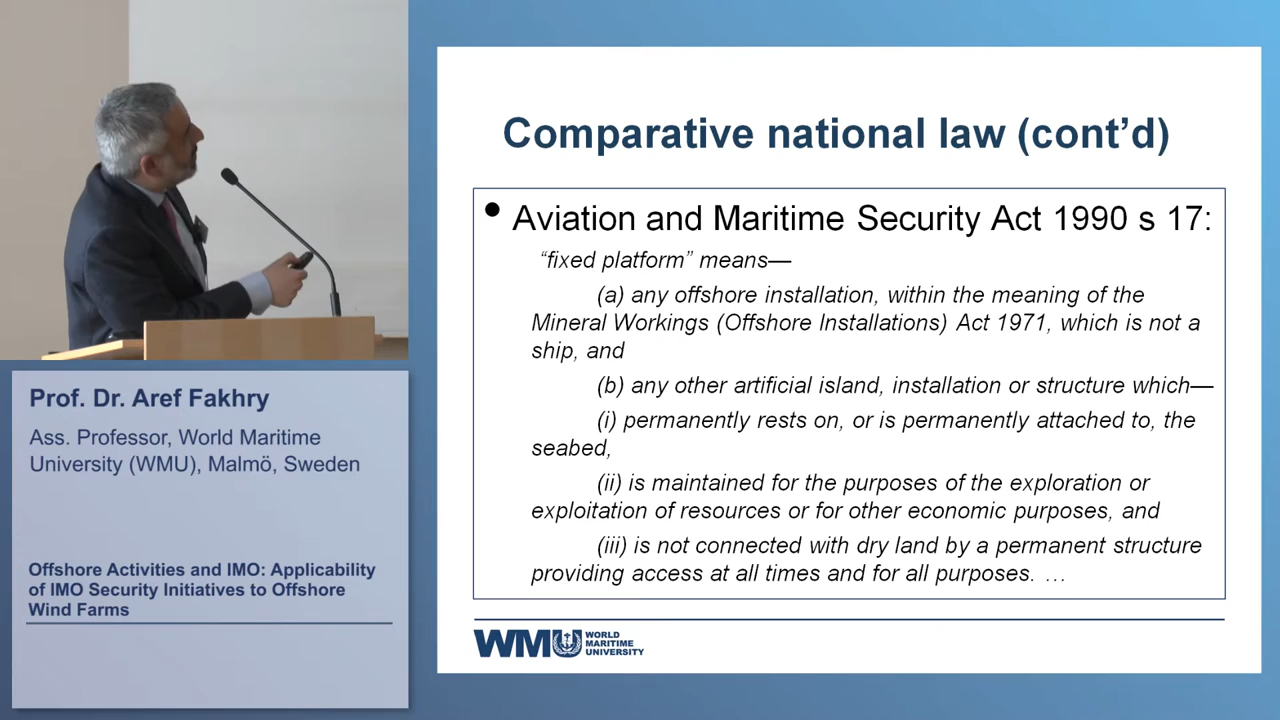 Comparative national law (cont’d)
• Aviation and Maritime Security Act 1990 s 17:
“fixed platform” means—
(a) any offshore installation, within the meaning of the
Mineral Workings (Offshore Installations) Act 1971, which is not a
ship, and
(b) any other artificial island, installation or structure which—
(i) permanently rests on, or is permanently attached to, the
seabed,
(ii) is maintained for the purposes of the exploration or
exploitation of resources or for other economic purposes, and
(iii) is not connected with dry land by a permanent structure
providing access at all times and for all purposes. …
WMU WORLD
MARITIME
UNIVERSITY
Prof. Dr. Aref Fakhry
Ass. Professor, World Maritime
University (WMU), Malmö, Sweden
Offshore Activities and IMO: Applicability
of IMO Security Initiatives to Offshore
Wind Farms